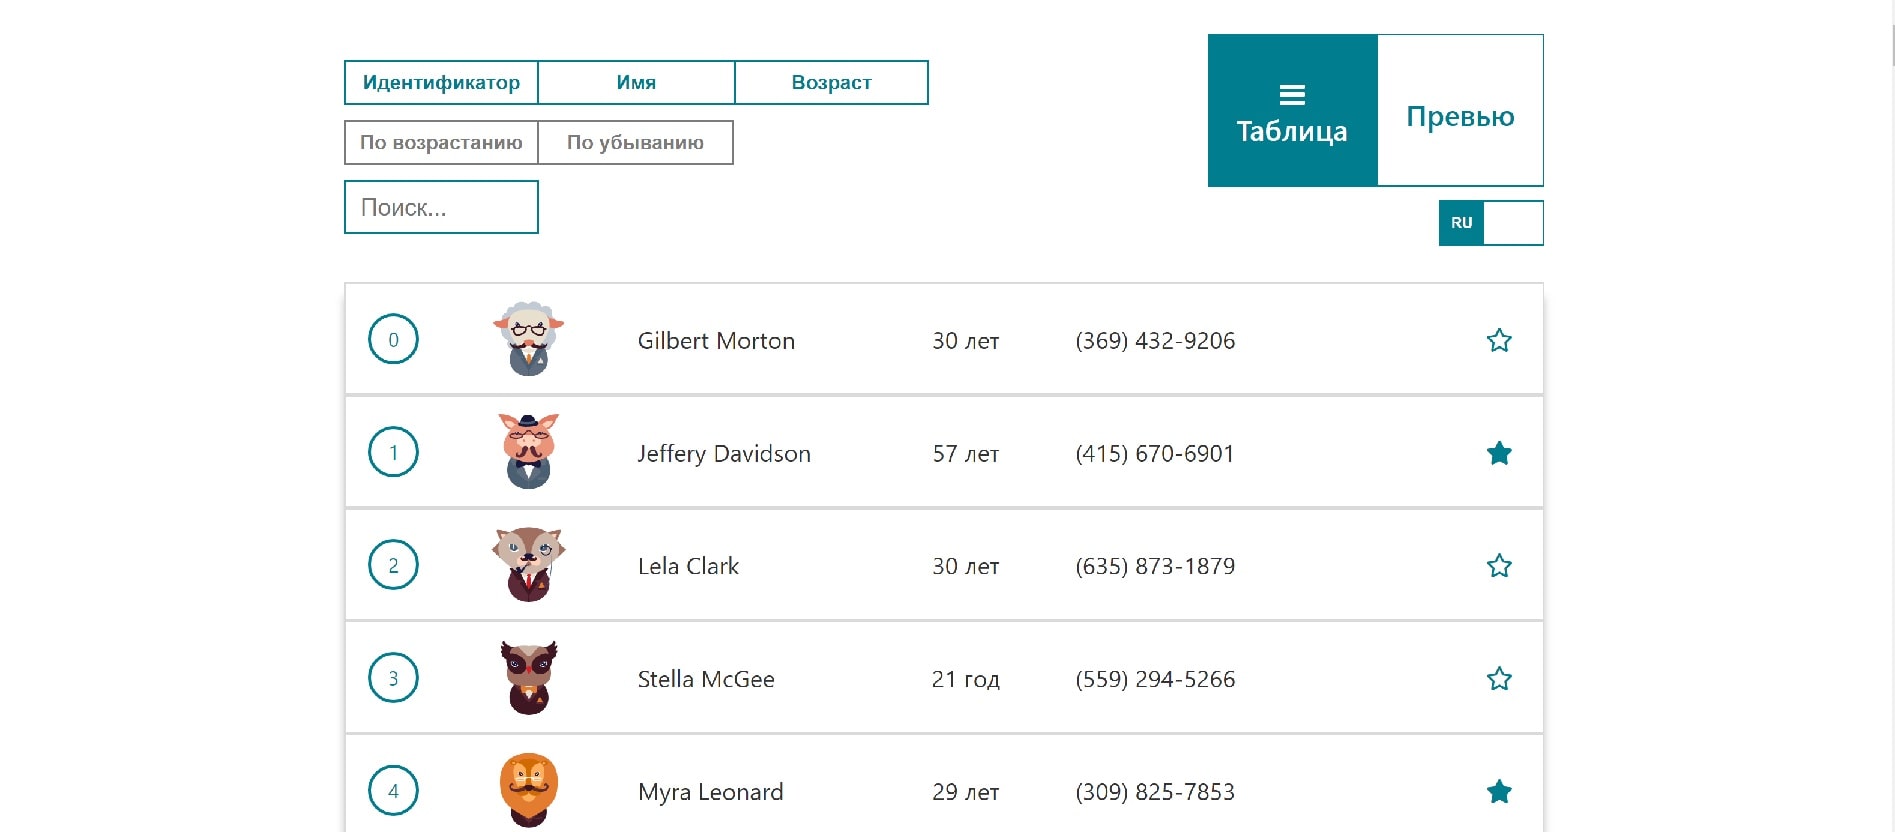 Идентификатор Имя Возраст
По возрастанию По убыванию
Поиск...
Таблица
Превью
RU
0 Gilbert Morton 30 лет (369) 432-9206
1 Jeffery Davidson 57 лет (415) 670-6901
2 Lela Clark 30 лет (635) 873-1879
3 Stella McGee 21 год (559) 294-5266
4 Myra Leonard 29 лет (309) 825-7853